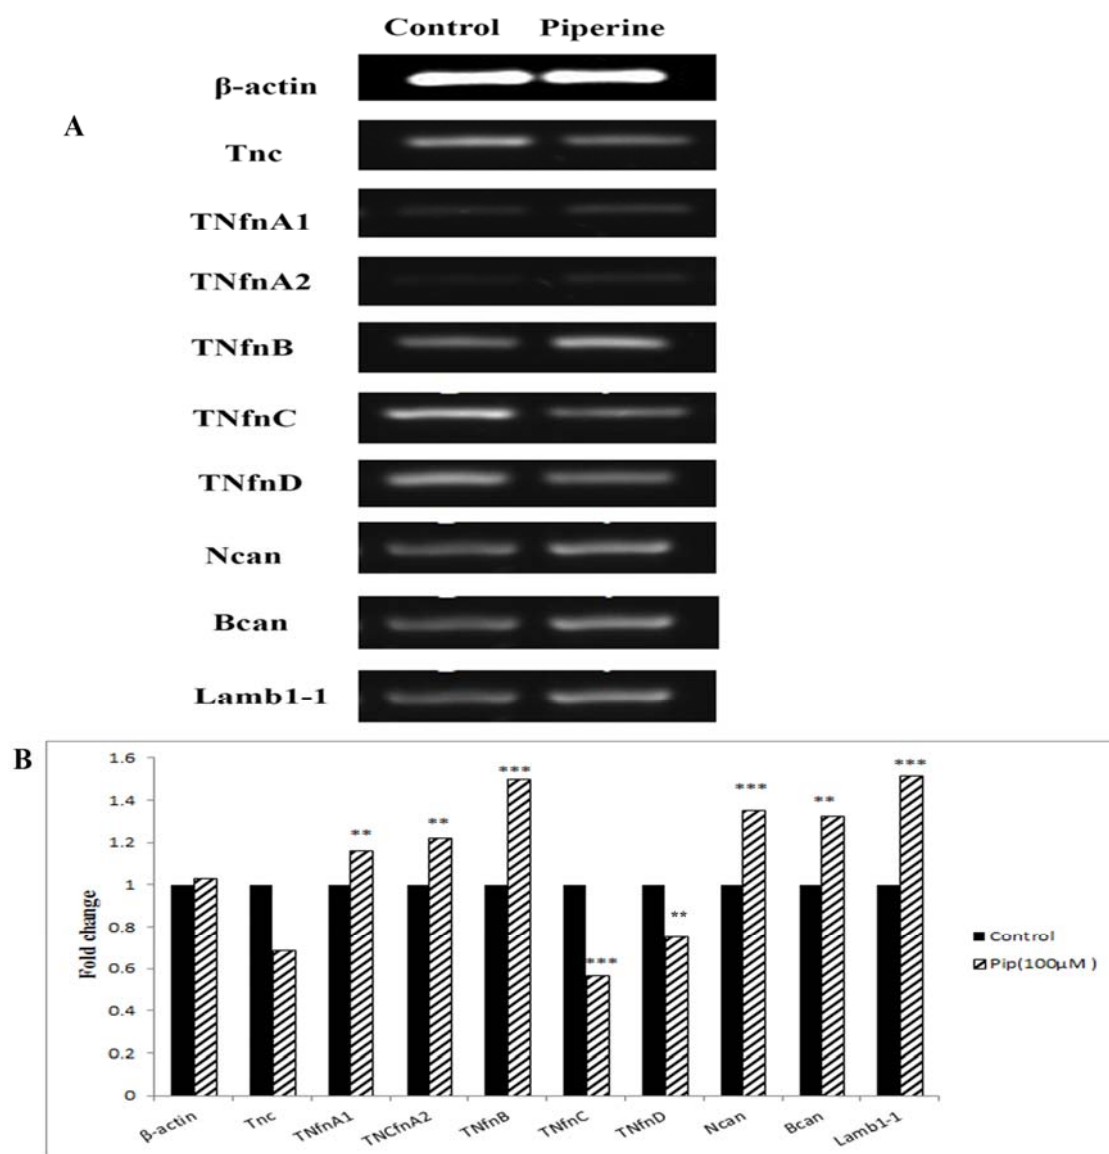 Control Piperine
β-actin
A
Tnc
TNfnA1
TNfnA2
TNfnB
TNfnC
TNfnD
Ncan
Bcan
Lamb1-1
B
Fold change
1.6
1.4
1.2
1
0.8
0.6
0.4
0.2
0
** ** *** *** ** *** ** ***
β-actin Tnc TNfnA1 TNCfnA2 TNfnB TNfnC TNfnD Ncan Bcan Lamb1-1
Control
Pip(100μM )